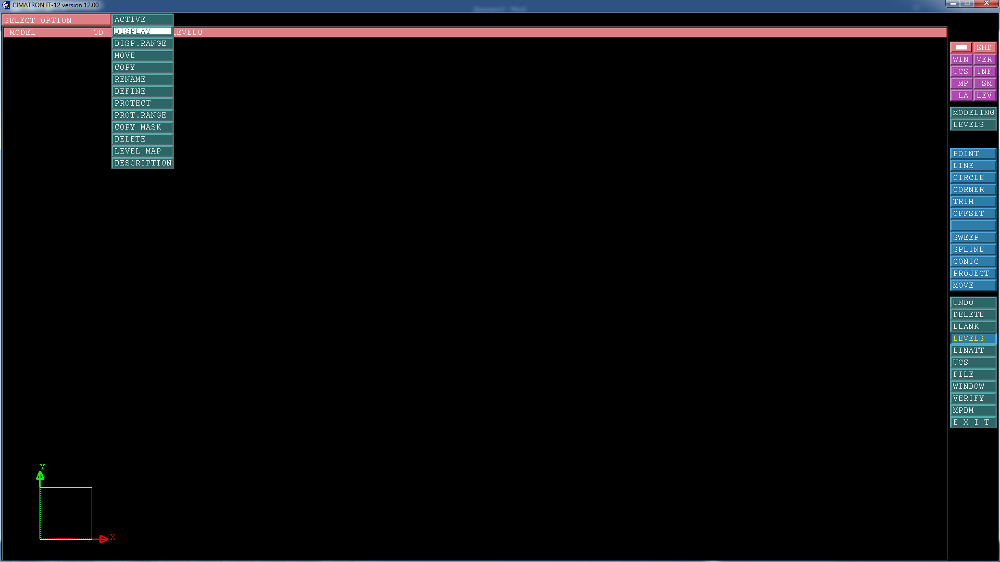 CIMATRON IT-12 version 12.00
SELECT OPTION
MODEL 3D LEVEL0
ACTIVE
DISPLAY
DISP.RANGE
MOVE
COPY
RENAME
DEFINE
PROTECT
PROT.RANGE
COPY MASK
DELETE
LEVEL MAP
DESCRIPTION
SHD
WIN VER
UCS INF
MP SM
LA LEV
MODELING
LEVELS
POINT
LINE
CIRCLE
CORNER
TRIM
OFFSET
SWEEP
SPLINE
CONIC
PROJECT
MOVE
UNDO
DELETE
BLANK
LEVELS
LINATT
UCS
FILE
WINDOW
VERIFY
MPDM
E X I T
Y
X